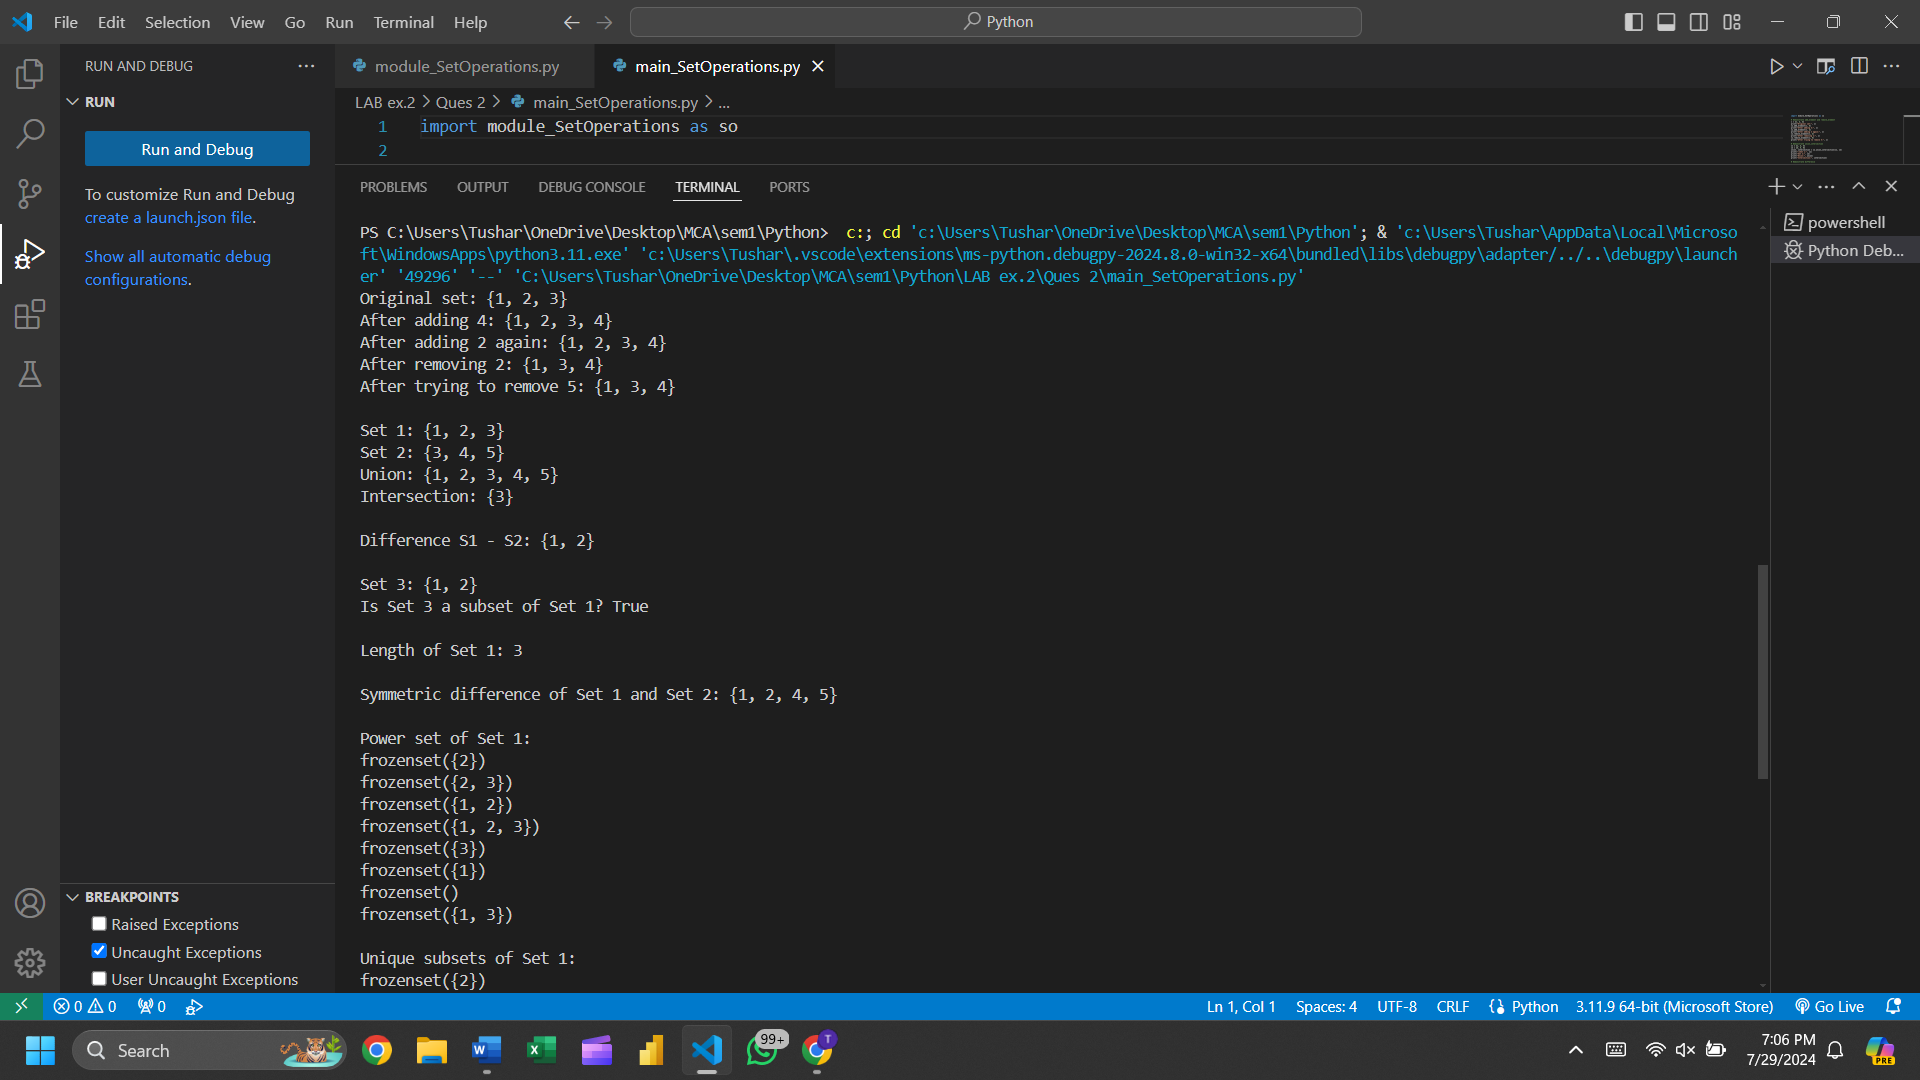 File Edit Selection View Go Run Terminal Help
Python
RUN AND DEBUG
RUN
Run and Debug
To customize Run and Debug
create a launch.json file.
Show all automatic debug
configurations.
module_SetOperations.py
main_SetOperations.py
LAB ex.2 > Ques 2 > main_SetOperations.py > ...
1 import module_SetOperations as so
2
PROBLEMS OUTPUT DEBUG CONSOLE TERMINAL PORTS
powershell
Python Deb...
PS C:\Users\Tushar\OneDrive\Desktop\MCA\sem1\Python>  c:; cd 'c:\Users\Tushar\OneDrive\Desktop\MCA\sem1\Python'; & 'c:\Users\Tushar\AppData\Local\Microso
ft\WindowsApps\python3.11.exe' 'c:\Users\Tushar\.vscode\extensions\ms-python.debugpy-2024.8.0-win32-x64\bundled\libs\debugpy\adapter/../..\debugpy\launch
er' '49296' '--' 'C:\Users\Tushar\OneDrive\Desktop\MCA\sem1\Python\LAB ex.2\Ques 2\main_SetOperations.py'
Original set: {1, 2, 3}
After adding 4: {1, 2, 3, 4}
After adding 2 again: {1, 2, 3, 4}
After removing 2: {1, 3, 4}
After trying to remove 5: {1, 3, 4}
Set 1: {1, 2, 3}
Set 2: {3, 4, 5}
Union: {1, 2, 3, 4, 5}
Intersection: {3}
Difference S1 - S2: {1, 2}
Set 3: {1, 2}
Is Set 3 a subset of Set 1? True
Length of Set 1: 3
Symmetric difference of Set 1 and Set 2: {1, 2, 4, 5}
Power set of Set 1:
frozenset({2})
frozenset({2, 3})
frozenset({1, 2})
frozenset({1, 2, 3})
frozenset({3})
frozenset({1})
frozenset()
frozenset({1, 3})
Unique subsets of Set 1:
frozenset({2})
BREAKPOINTS
Raised Exceptions
Uncaught Exceptions
User Uncaught Exceptions
0 0 0
Ln 1, Col 1 Spaces: 4 UTF-8 CRLF Python 3.11.9 64-bit (Microsoft Store) Go Live
Search
99+
T
7:06 PM
7/29/2024
PRE